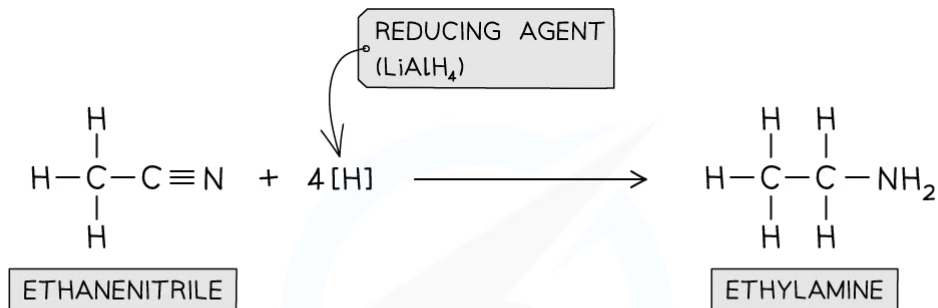 REDUCING AGENT
(LiAlH₄)
H H H
H—C—C≡N + 4[H] ⟶ H—C—C—NH₂
H H H
ETHANENITRILE ETHYLAMINE